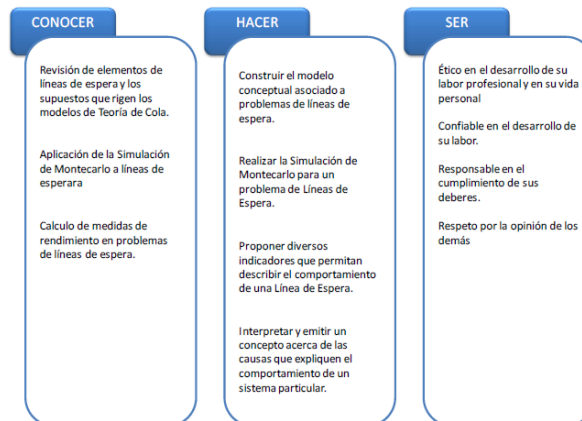 CONOCER
Revisión de elementos de
líneas de espera y los
supuestos que rigen los
modelos de Teoría de Cola.
Aplicación de la Simulación
de Montecarlo a líneas de
esperara
Calculo de medidas de
rendimiento en problemas
de líneas de espera.
HACER
Construir el modelo
conceptual asociado a
problemas de líneas de
espera.
Realizar la Simulación de
Montecarlo para un
problema de Líneas de
Espera.
Proponer diversos
indicadores que permitan
describir el comportamiento
de una Línea de Espera.
Interpretar y emitir un
concepto acerca de las
causas que expliquen el
comportamiento de un
sistema particular.
SER
Ético en el desarrollo de su
labor profesional y en su vida
personal
Confiable en el desarrollo de
su labor.
Responsable en el
cumplimiento de sus
deberes.
Respeto por la opinión de los
demás